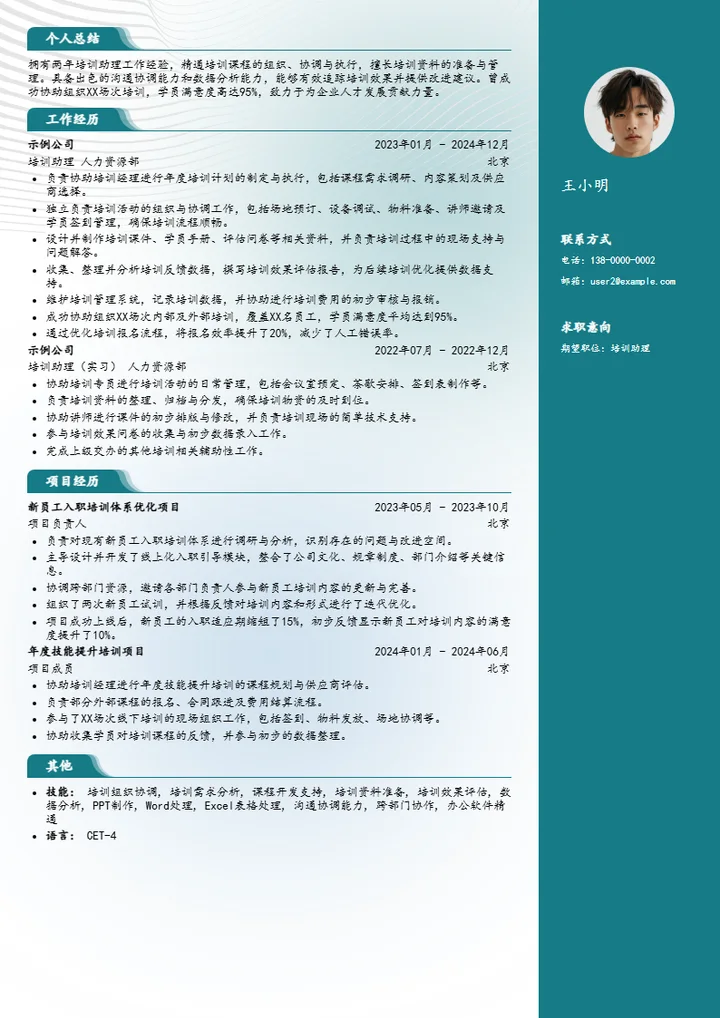 个人总结
拥有两年培训助理工作经验，精通培训课程的组织、协调与执行，擅长培训资料的准备与管
理。具备出色的沟通协调能力和数据分析能力，能够有效追踪培训效果并提供改进建议。曾成
功协助组织XX场次培训，学员满意度高达95%，致力于为企业人才发展贡献力量。
工作经历
示例公司 2023年01月 - 2024年12月
培训助理 人力资源部 北京
• 负责协助培训经理进行年度培训计划的制定与执行，包括课程需求调研、内容策划及供应
商选择。
• 独立负责培训活动的组织与协调工作，包括场地预订、设备调试、物料准备、讲师邀请及
学员签到管理，确保培训流程顺畅。
• 设计并制作培训课件、学员手册、评估问卷等相关资料，并负责培训过程中的现场支持与
问题解答。
• 收集、整理并分析培训反馈数据，撰写培训效果评估报告，为后续培训优化提供数据支
持。
• 维护培训管理系统，记录培训数据，并协助进行培训费用的初步审核与报销。
• 成功协助组织XX场次内部及外部培训，覆盖XX名员工，学员满意度平均达到95%。
• 通过优化培训报名流程，将报名效率提升了20%，减少了人工错误率。
示例公司 2022年07月 - 2022年12月
培训助理（实习） 人力资源部 北京
• 协助培训专员进行培训活动的日常管理，包括会议室预定、茶歇安排、签到表制作等。
• 负责培训资料的整理、归档与分发，确保培训物资的及时到位。
• 协助讲师进行课件的初步排版与修改，并负责培训现场的简单技术支持。
• 参与培训效果问卷的收集与初步数据录入工作。
• 完成上级交办的其他培训相关辅助性工作。
项目经历
新员工入职培训体系优化项目 2023年05月 - 2023年10月
项目负责人 北京
• 负责对现有新员工入职培训体系进行调研与分析，识别存在的问题与改进空间。
• 主导设计并开发了线上化入职引导模块，整合了公司文化、规章制度、部门介绍等关键信
息。
• 协调跨部门资源，邀请各部门负责人参与新员工培训内容的更新与完善。
• 组织了两次新员工试训，并根据反馈对培训内容和形式进行了迭代优化。
• 项目成功上线后，新员工的入职适应期缩短了15%，初步反馈显示新员工对培训内容的满意
度提升了10%。
年度技能提升培训项目 2024年01月 - 2024年06月
项目成员 北京
• 协助培训经理进行年度技能提升培训的课程规划与供应商评估。
• 负责部分外部课程的报名、合同跟进及费用结算流程。
• 参与了XX场次线下培训的现场组织工作，包括签到、物料发放、场地协调等。
• 协助收集学员对培训课程的反馈，并参与初步的数据整理。
其他
• 技能： 培训组织协调, 培训需求分析, 课程开发支持, 培训资料准备, 培训效果评估, 数
据分析, PPT制作, Word处理, Excel表格处理, 沟通协调能力, 跨部门协作, 办公软件精
通
• 语言： CET-4
王小明
联系方式
电话：138-0000-0002
邮箱：user2@example.com
求职意向
期望职位：培训助理